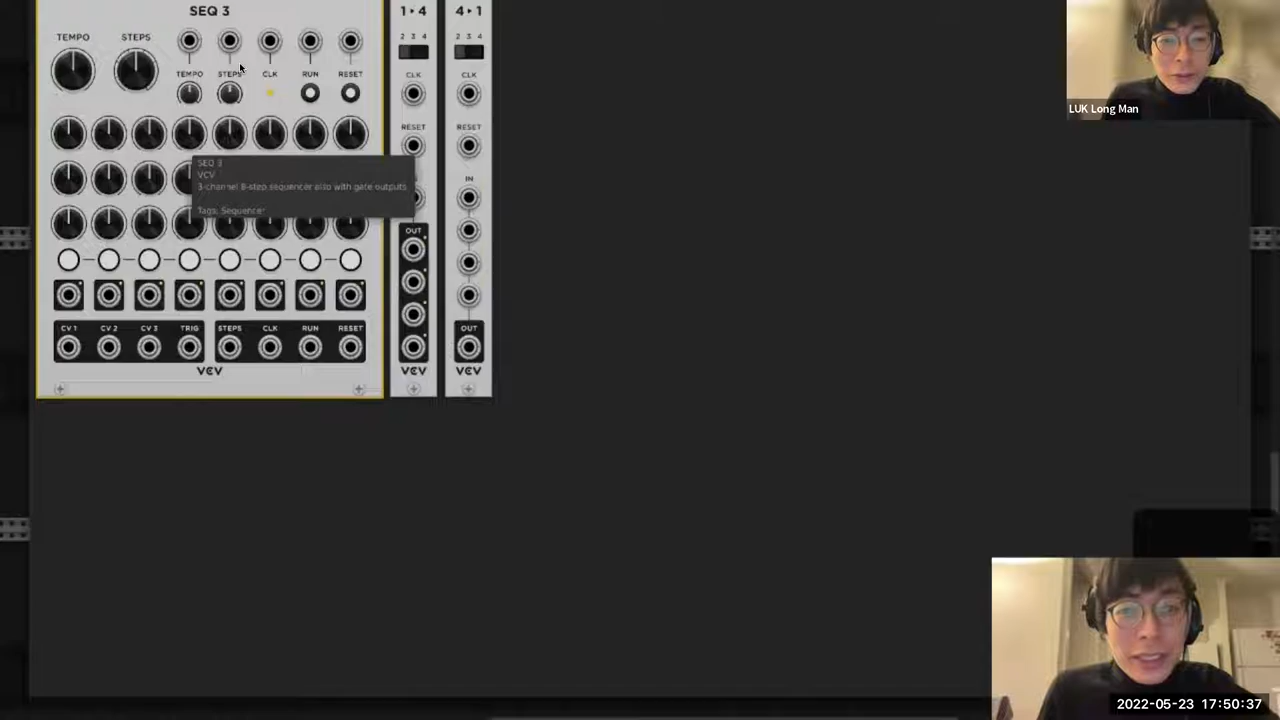 SEQ 3
TEMPO STEPS
TEMPO STEPS CLK RUN RESET
SEQ 3
VCV
3-channel 8-step sequencer also with gate outputs
Tags: Sequencer
CV 1 CV 2 CV 3 TRIG STEPS CLK RUN RESET
VCV
1 ▸ 4
2 3 4
CLK
RESET
OUT
VCV
4 ▸ 1
2 3 4
CLK
RESET
IN
OUT
VCV
LUK Long Man
2022-05-23 17:50:37